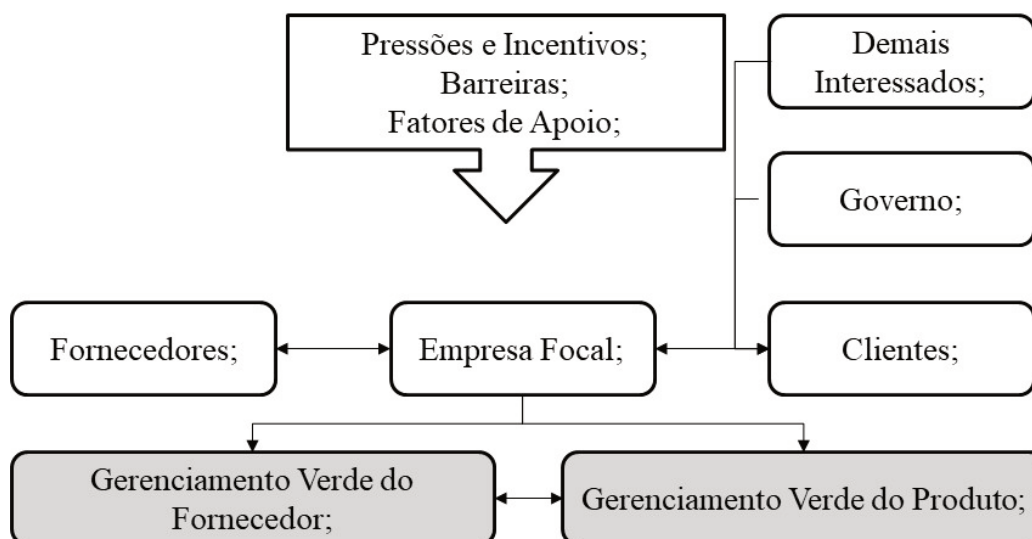 Pressões e Incentivos;
Barreiras;
Fatores de Apoio;
Demais
Interessados;
Governo;
Fornecedores;
Empresa Focal;
Clientes;
Gerenciamento Verde do
Fornecedor;
Gerenciamento Verde do Produto;